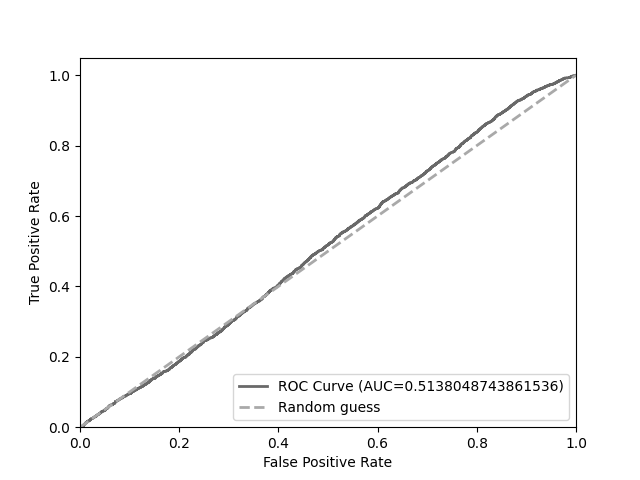 1.0
0.8
0.6
0.4
0.2
0.0
True Positive Rate
ROC Curve (AUC=0.5138048743861536)
Random guess
0.0 0.2 0.4 0.6 0.8 1.0
False Positive Rate